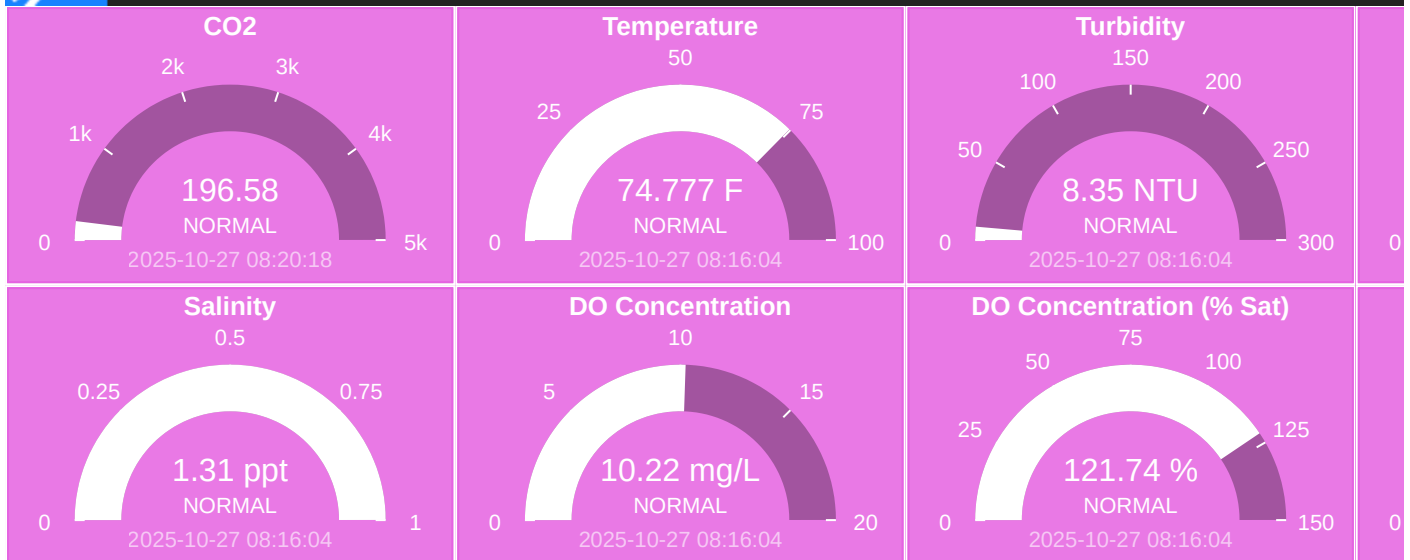 CO2
2k 3k
1k 4k
196.58
NORMAL
0 5k
2025-10-27 08:20:18
Temperature
50
25 75
74.777 F
NORMAL
0 100
2025-10-27 08:16:04
Turbidity
150
100 200
50 250
8.35 NTU
NORMAL
0 300
2025-10-27 08:16:04
0
Salinity
0.5
0.25 0.75
1.31 ppt
NORMAL
0 1
2025-10-27 08:16:04
DO Concentration
10
5 15
10.22 mg/L
NORMAL
0 20
2025-10-27 08:16:04
DO Concentration (% Sat)
75
50 100
25 125
121.74 %
NORMAL
0 150
2025-10-27 08:16:04
0